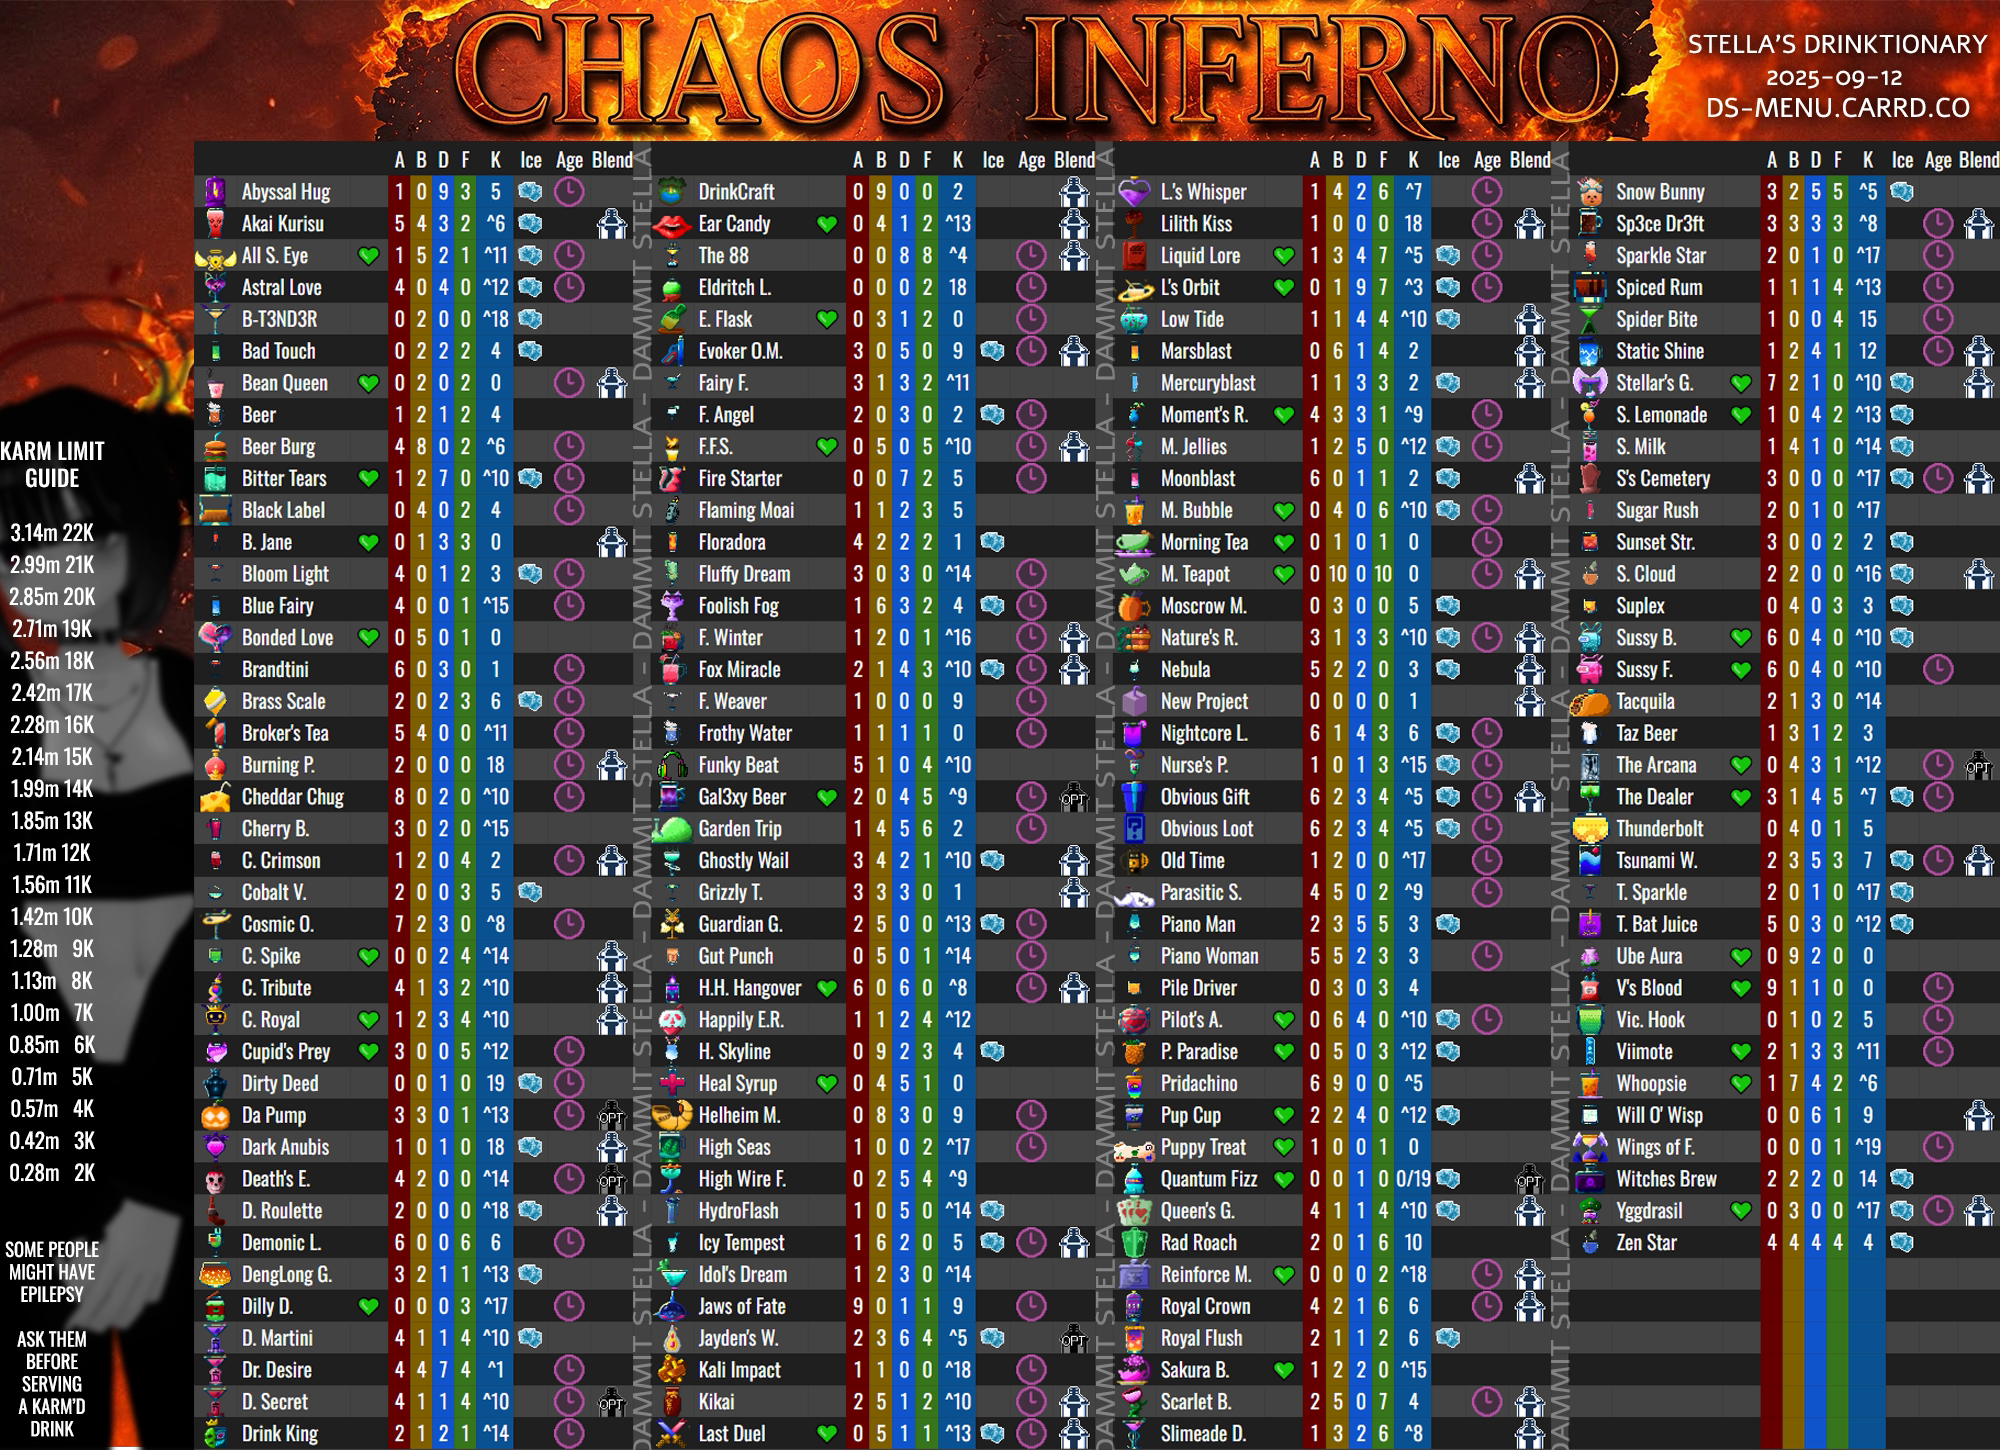 CHAOS INFERNO
STELLA'S DRINKTIONARY
2025-09-12
DS-MENU.CARRD.CO
KARM LIMIT
GUIDE
3.14m 22K
2.99m 21K
2.85m 20K
2.71m 19K
2.56m 18K
2.42m 17K
2.28m 16K
2.14m 15K
1.99m 14K
1.85m 13K
1.71m 12K
1.56m 11K
1.42m 10K
1.28m 9K
1.13m 8K
1.00m 7K
0.85m 6K
0.71m 5K
0.57m 4K
0.42m 3K
0.28m 2K
SOME PEOPLE
MIGHT HAVE
EPILEPSY
ASK THEM
BEFORE
SERVING
A KARM'D
DRINK
A B D F K Ice Age Blend
Abyssal Hug 1 0 9 3 5
Akai Kurisu 5 4 3 2 ^6
All S. Eye 1 5 2 1 ^11
Astral Love 4 0 4 0 ^12
B-T3ND3R 0 2 0 0 ^18
Bad Touch 0 2 2 2 4
Bean Queen 0 2 0 2 0
Beer 1 2 1 2 4
Beer Burg 4 8 0 2 ^6
Bitter Tears 1 2 7 0 ^10
Black Label 0 4 0 2 4
B. Jane 0 1 3 3 0
Bloom Light 4 0 1 2 3
Blue Fairy 4 0 0 1 ^15
Bonded Love 0 5 0 1 0
Brandtini 6 0 3 0 1
Brass Scale 2 0 2 3 6
Broker's Tea 5 4 0 0 ^11
Burning P. 2 0 0 0 18
Cheddar Chug 8 0 2 0 ^10
Cherry B. 3 0 2 0 ^15
C. Crimson 1 2 0 4 2
Cobalt V. 2 0 0 3 5
Cosmic O. 7 2 3 0 ^8
C. Spike 0 0 2 4 ^14
C. Tribute 4 1 3 2 ^10
C. Royal 1 2 3 4 ^10
Cupid's Prey 3 0 0 5 ^12
Dirty Deed 0 0 1 0 19
Da Pump 3 3 0 1 ^13 OPT
Dark Anubis 1 0 1 0 18
Death's E. 4 2 0 0 ^14 OPT
D. Roulette 2 0 0 0 ^18
Demonic L. 6 0 0 6 6
DengLong G. 3 2 1 1 ^13
Dilly D. 0 0 0 3 ^17
D. Martini 4 1 1 4 ^10
Dr. Desire 4 4 7 4 ^1
D. Secret 4 1 1 4 ^10 OPT
Drink King 2 1 2 1 ^14
DAMMIT STELLA - DAMMIT STELLA - DAMMIT STELLA - DAMMIT STELLA
A B D F K Ice Age Blend
DrinkCraft 0 9 0 0 2
Ear Candy 0 4 1 2 ^13
The 88 0 0 8 8 ^4
Eldritch L. 0 0 0 2 18
E. Flask 0 3 1 2 0
Evoker O.M. 3 0 5 0 9
Fairy F. 3 1 3 2 ^11
F. Angel 2 0 3 0 2
F.F.S. 0 5 0 5 ^10
Fire Starter 0 0 7 2 5
Flaming Moai 1 1 2 3 5
Floradora 4 2 2 2 1
Fluffy Dream 3 0 3 0 ^14
Foolish Fog 1 6 3 2 4
F. Winter 1 2 0 1 ^16
Fox Miracle 2 1 4 3 ^10
F. Weaver 1 0 0 0 9
Frothy Water 1 1 1 1 0
Funky Beat 5 1 0 4 ^10
Gal3xy Beer 2 0 4 5 ^9 OPT
Garden Trip 1 4 5 6 2
Ghostly Wail 3 4 2 1 ^10
Grizzly T. 3 3 3 0 1
Guardian G. 2 5 0 0 ^13
Gut Punch 0 5 0 1 ^14
H.H. Hangover 6 0 6 0 ^8
Happily E.R. 1 1 2 4 ^12
H. Skyline 0 9 2 3 4
Heal Syrup 0 4 5 1 0
Helheim M. 0 8 3 0 9
High Seas 1 0 0 2 ^17
High Wire F. 0 2 5 4 ^9
HydroFlash 1 0 5 0 ^14
Icy Tempest 1 6 2 0 5
Idol's Dream 1 2 3 0 ^14
Jaws of Fate 9 0 1 1 9
Jayden's W. 2 3 6 4 ^5 OPT
Kali Impact 1 1 0 0 ^18
Kikai 2 5 1 2 ^10
Last Duel 0 5 1 1 ^13
DAMMIT STELLA - DAMMIT STELLA - DAMMIT STELLA - DAMMIT STELLA
A B D F K Ice Age Blend
L.'s Whisper 1 4 2 6 ^7
Lilith Kiss 1 0 0 0 18
Liquid Lore 1 3 4 7 ^5
L's Orbit 0 1 9 7 ^3
Low Tide 1 1 4 4 ^10
Marsblast 0 6 1 4 2
Mercuryblast 1 1 3 3 2
Moment's R. 4 3 3 1 ^9
M. Jellies 1 2 5 0 ^12
Moonblast 6 0 1 1 2
M. Bubble 0 4 0 6 ^10
Morning Tea 0 1 0 1 0
M. Teapot 0 10 0 10 0
Moscrow M. 0 3 0 0 5
Nature's R. 3 1 3 3 ^10
Nebula 5 2 2 0 3
New Project 0 0 0 0 1
Nightcore L. 6 1 4 3 6
Nurse's P. 1 0 1 3 ^15
Obvious Gift 6 2 3 4 ^5
Obvious Loot 6 2 3 4 ^5
Old Time 1 2 0 0 ^17
Parasitic S. 4 5 0 2 ^9
Piano Man 2 3 5 5 3
Piano Woman 5 5 2 3 3
Pile Driver 0 3 0 3 4
Pilot's A. 0 6 4 0 ^10
P. Paradise 0 5 0 3 ^12
Pridachino 6 9 0 0 ^5
Pup Cup 2 2 4 0 ^12
Puppy Treat 1 0 0 1 0
Quantum Fizz 0 0 1 0 0/19 OPT
Queen's G. 4 1 1 4 ^10
Rad Roach 2 0 1 6 10
Reinforce M. 0 0 0 2 ^18
Royal Crown 4 2 1 6 6
Royal Flush 2 1 1 2 6
Sakura B. 1 2 2 0 ^15
Scarlet B. 2 5 0 7 4
Slimeade D. 1 3 2 6 ^8
DAMMIT STELLA - DAMMIT STELLA - DAMMIT STELLA - DAMMIT STELLA
A B D F K Ice Age Blend
Snow Bunny 3 2 5 5 ^5
Sp3ce Dr3ft 3 3 3 3 ^8
Sparkle Star 2 0 1 0 ^17
Spiced Rum 1 1 1 4 ^13
Spider Bite 1 0 0 4 15
Static Shine 1 2 4 1 12
Stellar's G. 7 2 1 0 ^10
S. Lemonade 1 0 4 2 ^13
S. Milk 1 4 1 0 ^14
S's Cemetery 3 0 0 0 ^17
Sugar Rush 2 0 1 0 ^17
Sunset Str. 3 0 0 2 2
S. Cloud 2 2 0 0 ^16
Suplex 0 4 0 3 3
Sussy B. 6 0 4 0 ^10
Sussy F. 6 0 4 0 ^10
Tacquila 2 1 3 0 ^14
Taz Beer 1 3 1 2 3
The Arcana 0 4 3 1 ^12 OPT
The Dealer 3 1 4 5 ^7
Thunderbolt 0 4 0 1 5
Tsunami W. 2 3 5 3 7
T. Sparkle 2 0 1 0 ^17
T. Bat Juice 5 0 3 0 ^12
Ube Aura 0 9 2 0 0
V's Blood 9 1 1 0 0
Vic. Hook 0 1 0 2 5
Viimote 2 1 3 3 ^11
Whoopsie 1 7 4 2 ^6
Will O' Wisp 0 0 6 1 9
Wings of F. 0 0 0 1 ^19
Witches Brew 2 2 2 0 14
Yggdrasil 0 3 0 0 ^17
Zen Star 4 4 4 4 4